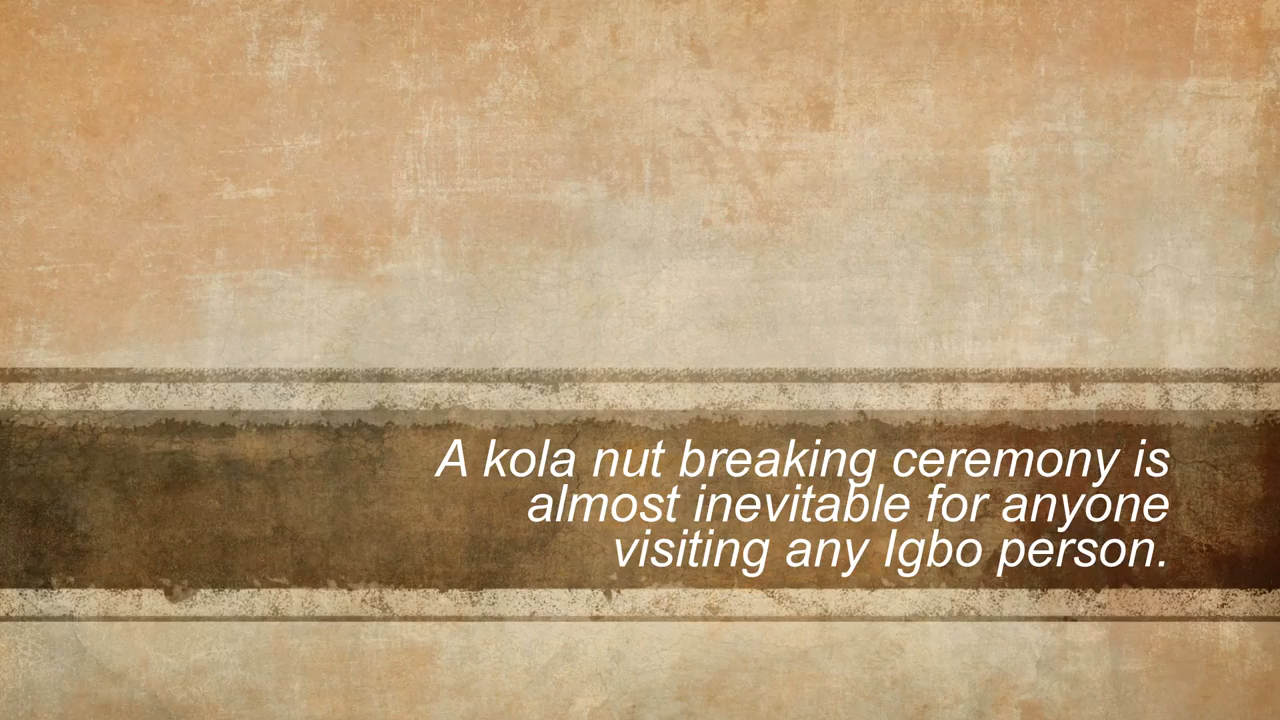 A kola nut breaking ceremony is
almost inevitable for anyone
visiting any Igbo person.